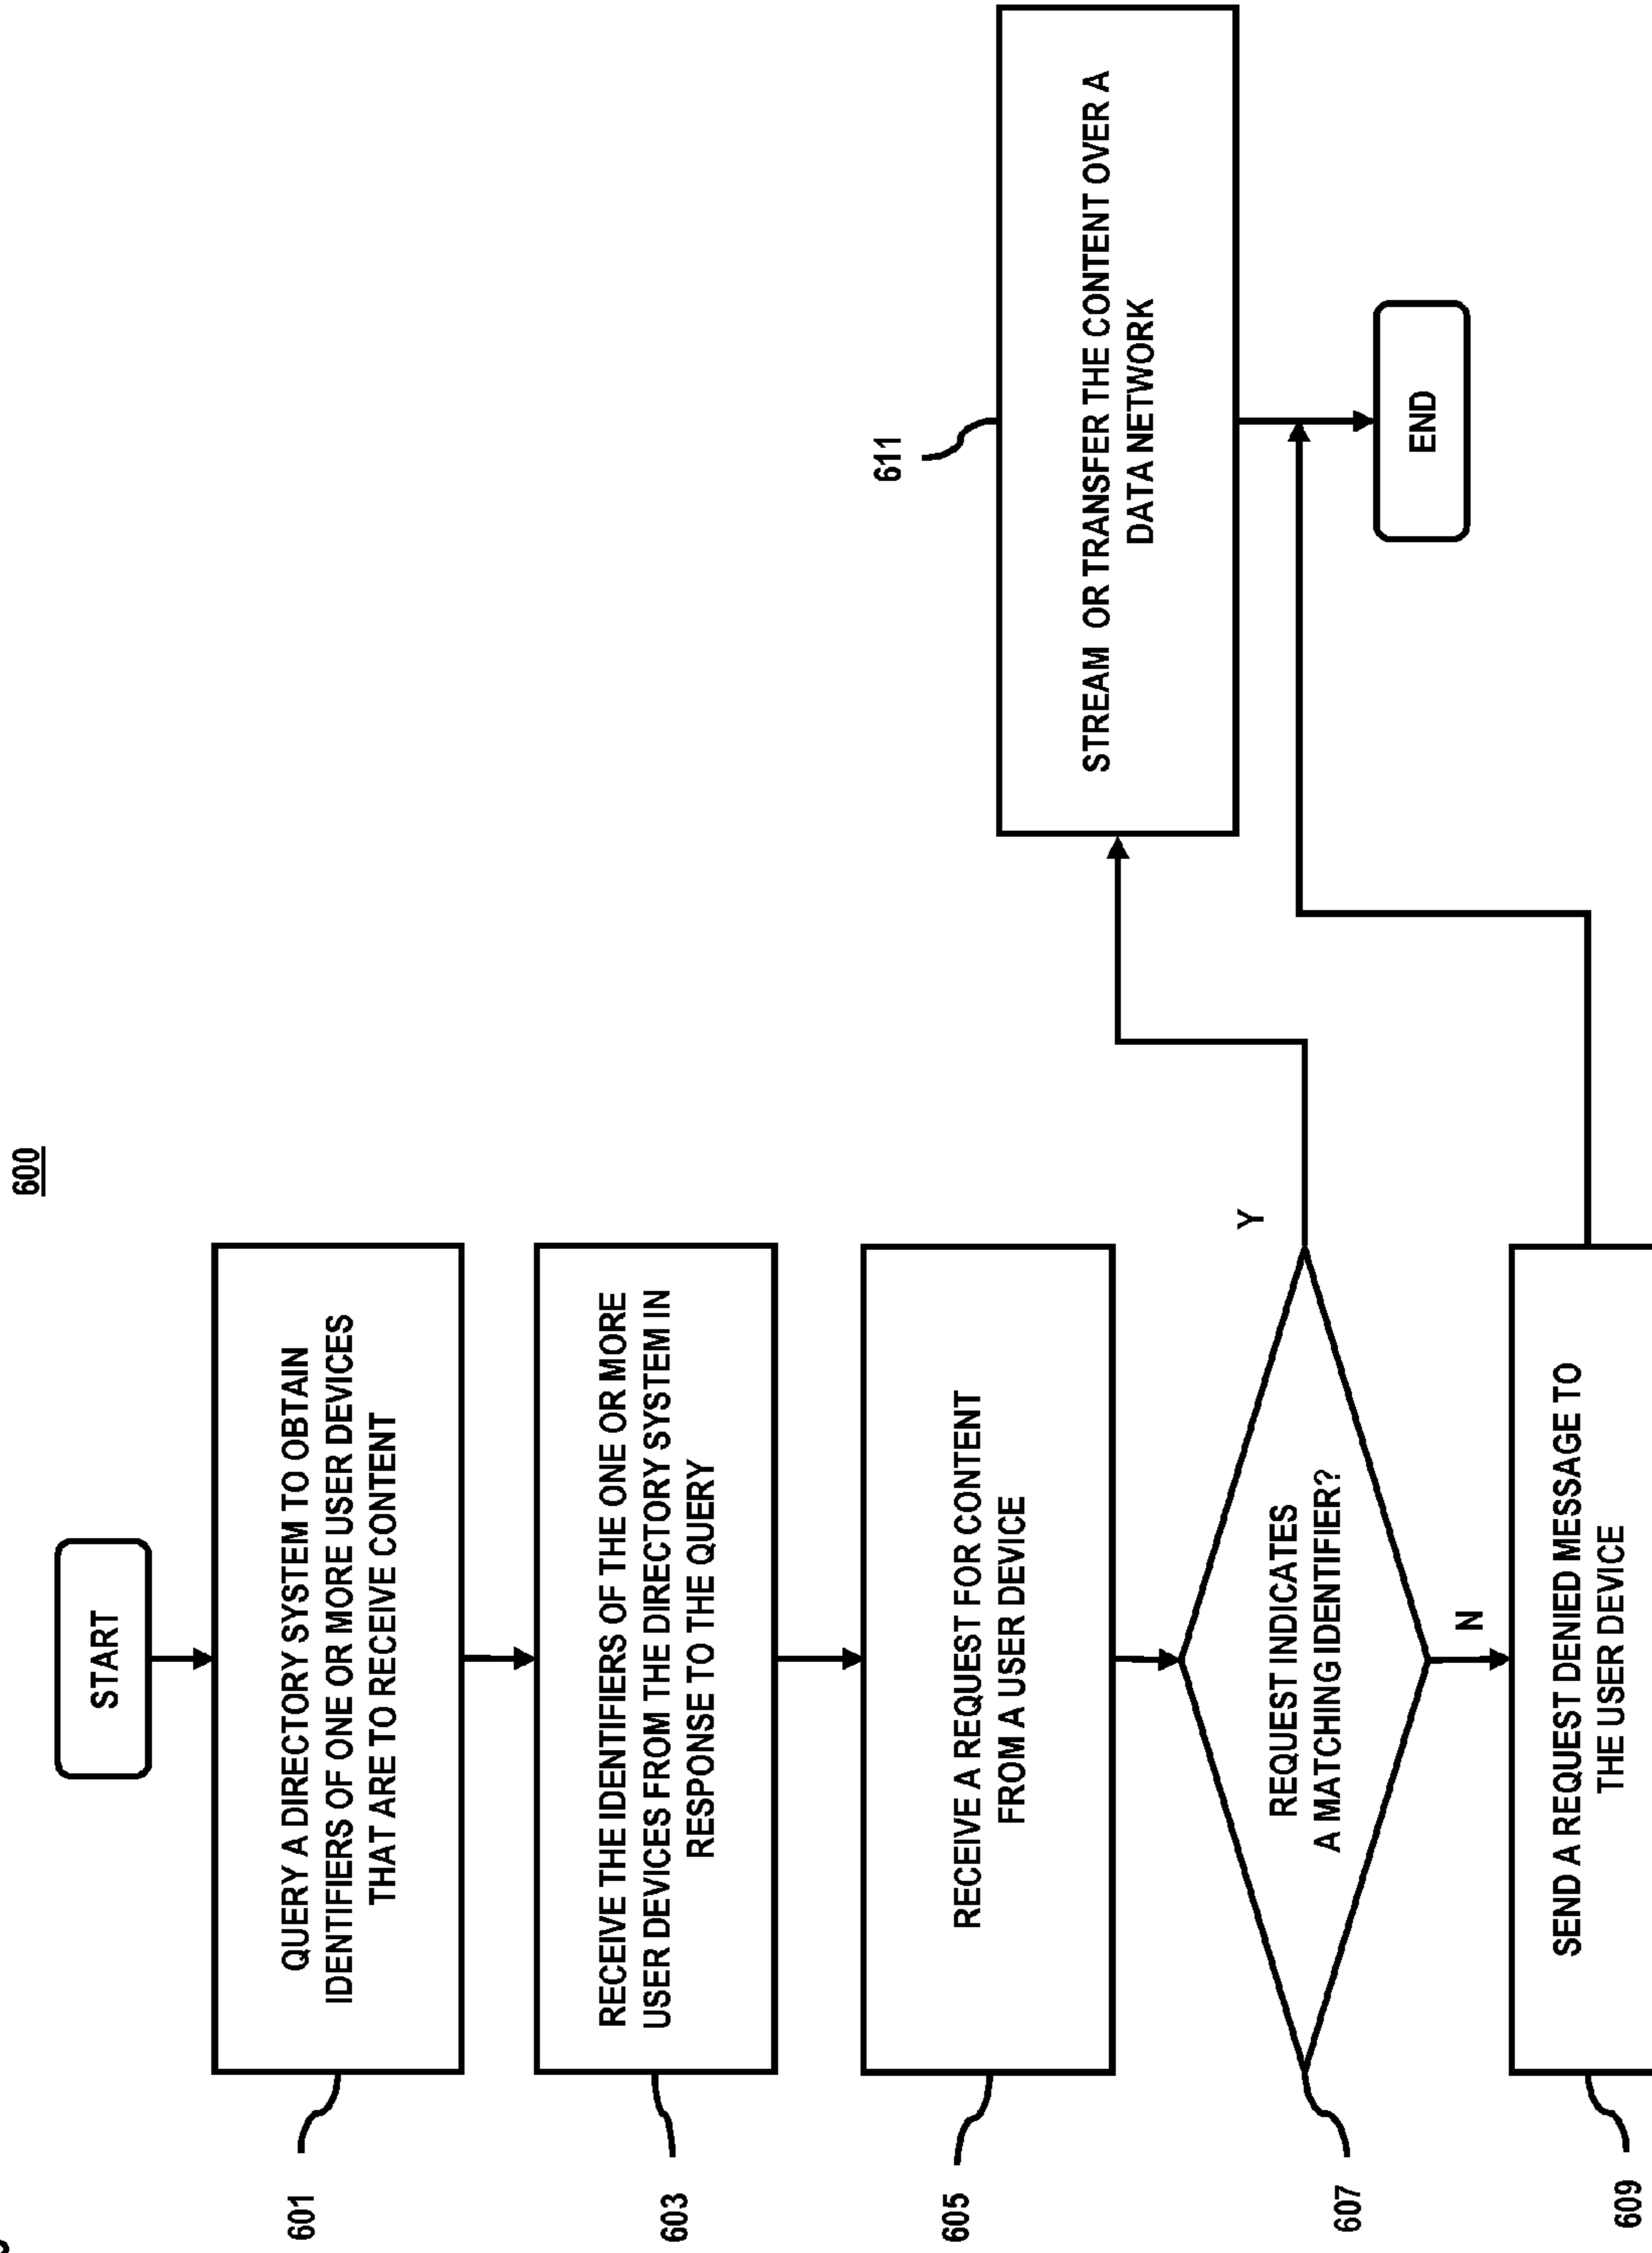 600
START
601
QUERY A DIRECTORY SYSTEM TO OBTAIN
IDENTIFIERS OF ONE OR MORE USER DEVICES
THAT ARE TO RECEIVE CONTENT
603
RECEIVE THE IDENTIFIERS OF THE ONE OR MORE
USER DEVICES FROM THE DIRECTORY SYSTEM IN
RESPONSE TO THE QUERY
605
RECEIVE A REQUEST FOR CONTENT
FROM A USER DEVICE
607
REQUEST INDICATES
A MATCHING IDENTIFIER?
Y
N
609
SEND A REQUEST DENIED MESSAGE TO
THE USER DEVICE
611
STREAM OR TRANSFER THE CONTENT OVER A
DATA NETWORK
END